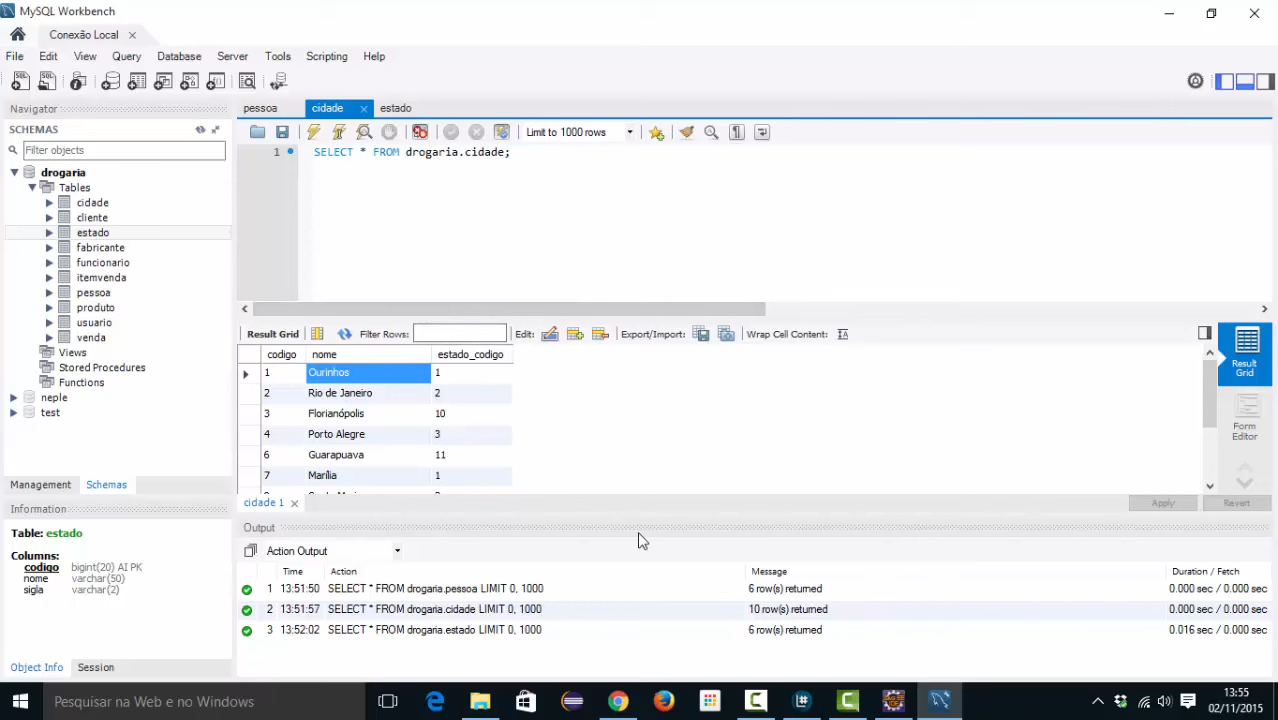 MySQL Workbench
Conexão Local
File Edit View Query Database Server Scripting Tools Help
Navigator
SCHEMAS
Filter objects
drogaria
Tables
cidade
cliente
estado
fabricante
funcionario
itemvenda
pessoa
produto
usuario
venda
Views
Stored Procedures
Functions
neple
test
Management Schemas
Information
Table: estado
Columns:
codigo bigint(20) AI PK
nome varchar(50)
sigla varchar(2)
Object Info Session
pessoa cidade estado
Limit to 1000 rows
1 SELECT * FROM drogaria.cidade;
Result Grid Filter Rows: Edit: Export/Import: Wrap Cell Content:
codigo nome estado_codigo
1 Ourinhos 1
2 Rio de Janeiro 2
3 Florianópolis 10
4 Porto Alegre 3
6 Guarapuava 11
7 Marília 1
Result Grid
Form Editor
cidade 1
Apply Revert
Output
Action Output
Time Action Message Duration / Fetch
1 13:51:50 SELECT * FROM drogaria.pessoa LIMIT 0, 1000 6 row(s) returned 0.000 sec / 0.000 sec
2 13:51:57 SELECT * FROM drogaria.cidade LIMIT 0, 1000 10 row(s) returned 0.000 sec / 0.000 sec
3 13:52:02 SELECT * FROM drogaria.estado LIMIT 0, 1000 6 row(s) returned 0.016 sec / 0.000 sec
Pesquisar na Web e no Windows
13:55
02/11/2015